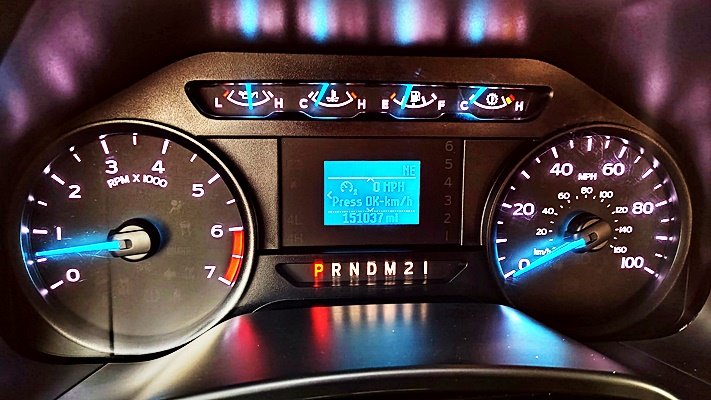 L H C H E F C H
NE
0 MPH
Press OK-km/h
151037 mi
6
5
4
3
2
1
0 1 2 3 4 5 6 7
RPM X 1000
P R N D M 2 1
0 20 40 60 80 100
MPH
20 40 60 80 100 120 140 150
km/h